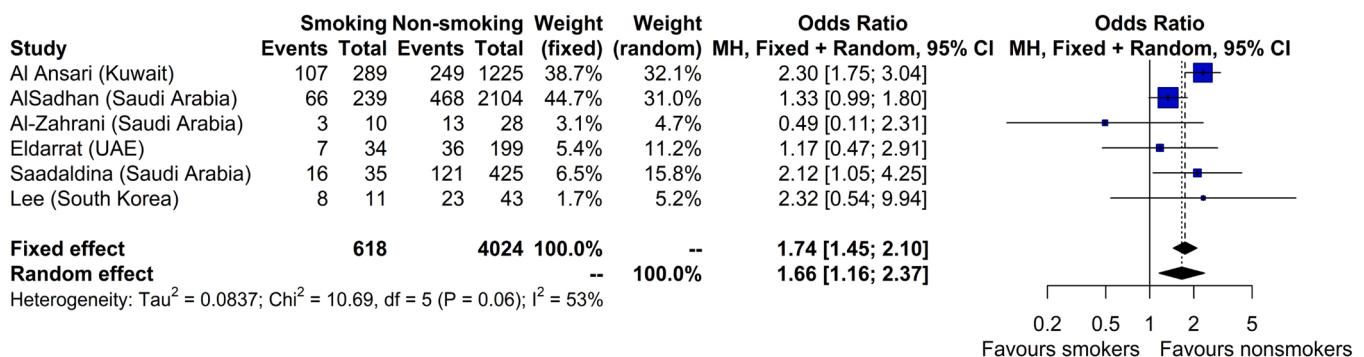 Smoking Non-smoking Weight Weight Odds Ratio Odds Ratio
Study Events Total Events Total (fixed) (random) MH, Fixed + Random, 95% CI MH, Fixed + Random, 95% CI
Al Ansari (Kuwait) 107 289 249 1225 38.7% 32.1% 2.30 [1.75; 3.04]
AlSadhan (Saudi Arabia) 66 239 468 2104 44.7% 31.0% 1.33 [0.99; 1.80]
Al-Zahrani (Saudi Arabia) 3 10 13 28 3.1% 4.7% 0.49 [0.11; 2.31]
Eldarrat (UAE) 7 34 36 199 5.4% 11.2% 1.17 [0.47; 2.91]
Saadaldina (Saudi Arabia) 16 35 121 425 6.5% 15.8% 2.12 [1.05; 4.25]
Lee (South Korea) 8 11 23 43 1.7% 5.2% 2.32 [0.54; 9.94]
Fixed effect 618 4024 100.0% -- 1.74 [1.45; 2.10]
Random effect -- 100.0% 1.66 [1.16; 2.37]
Heterogeneity: Tau² = 0.0837; Chi² = 10.69, df = 5 (P = 0.06); I² = 53%
0.2 0.5 1 2 5
Favours smokers Favours nonsmokers